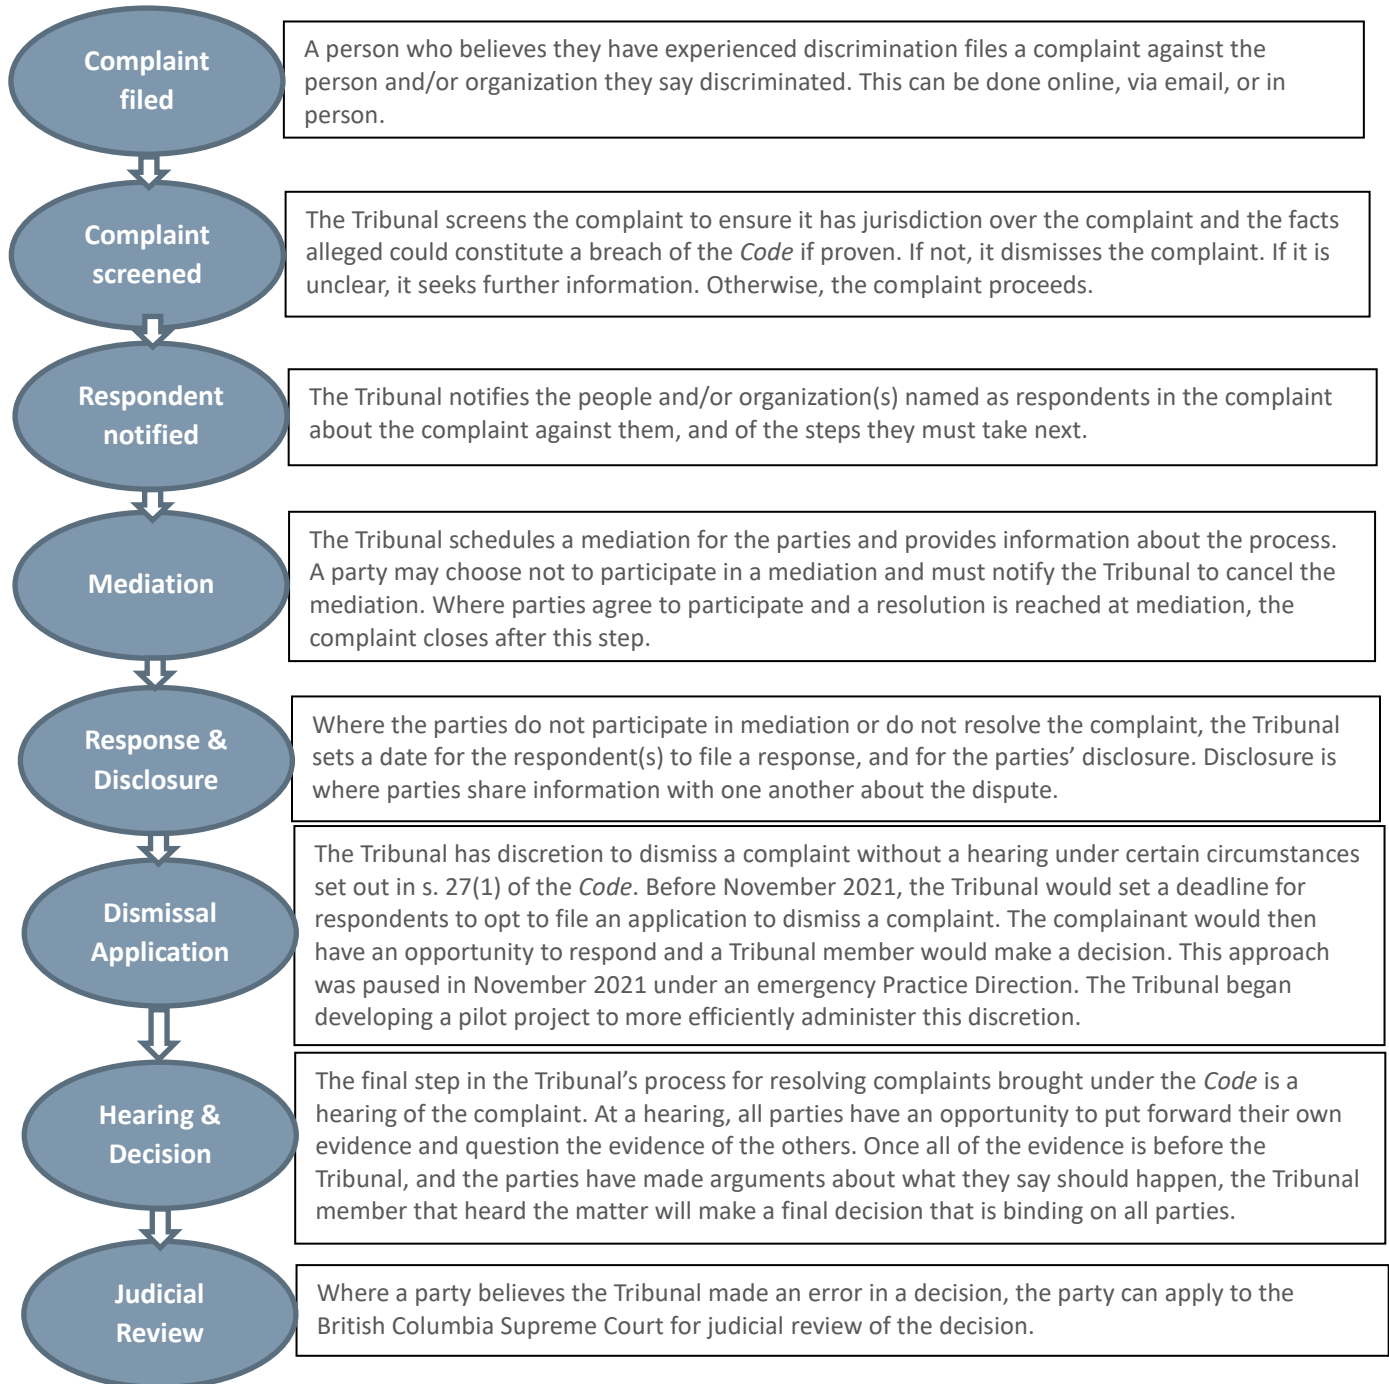 Complaint
filed
A person who believes they have experienced discrimination files a complaint against the
person and/or organization they say discriminated. This can be done online, via email, or in
person.
Complaint
screened
The Tribunal screens the complaint to ensure it has jurisdiction over the complaint and the facts
alleged could constitute a breach of the Code if proven. If not, it dismisses the complaint. If it is
unclear, it seeks further information. Otherwise, the complaint proceeds.
Respondent
notified
The Tribunal notifies the people and/or organization(s) named as respondents in the complaint
about the complaint against them, and of the steps they must take next.
Mediation
The Tribunal schedules a mediation for the parties and provides information about the process.
A party may choose not to participate in a mediation and must notify the Tribunal to cancel the
mediation. Where parties agree to participate and a resolution is reached at mediation, the
complaint closes after this step.
Response &
Disclosure
Where the parties do not participate in mediation or do not resolve the complaint, the Tribunal
sets a date for the respondent(s) to file a response, and for the parties’ disclosure. Disclosure is
where parties share information with one another about the dispute.
Dismissal
Application
The Tribunal has discretion to dismiss a complaint without a hearing under certain circumstances
set out in s. 27(1) of the Code. Before November 2021, the Tribunal would set a deadline for
respondents to opt to file an application to dismiss a complaint. The complainant would then
have an opportunity to respond and a Tribunal member would make a decision. This approach
was paused in November 2021 under an emergency Practice Direction. The Tribunal began
developing a pilot project to more efficiently administer this discretion.
Hearing &
Decision
The final step in the Tribunal’s process for resolving complaints brought under the Code is a
hearing of the complaint. At a hearing, all parties have an opportunity to put forward their own
evidence and question the evidence of the others. Once all of the evidence is before the
Tribunal, and the parties have made arguments about what they say should happen, the Tribunal
member that heard the matter will make a final decision that is binding on all parties.
Judicial
Review
Where a party believes the Tribunal made an error in a decision, the party can apply to the
British Columbia Supreme Court for judicial review of the decision.